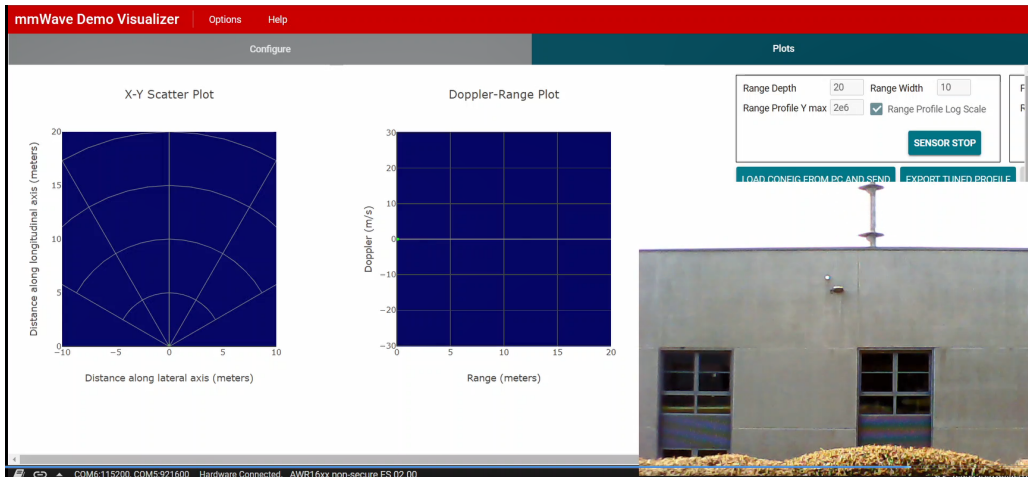 mmWave Demo Visualizer Options Help
Configure Plots
X-Y Scatter Plot
20
15
10
5
0
−10 −5 0 5 10
Distance along longitudinal axis (meters)
Distance along lateral axis (meters)
Doppler-Range Plot
30
20
10
0
−10
−20
−30
0 5 10 15 20
Doppler (m/s)
Range (meters)
Range Depth 20 Range Width 10
Range Profile Y max 2e6 Range Profile Log Scale
SENSOR STOP
LOAD CONFIG FROM PC AND SEND EXPORT TUNED PROFILE
COM6:115200, COM5:921600 Hardware Connected. AWR16xx non-secure ES 02.00